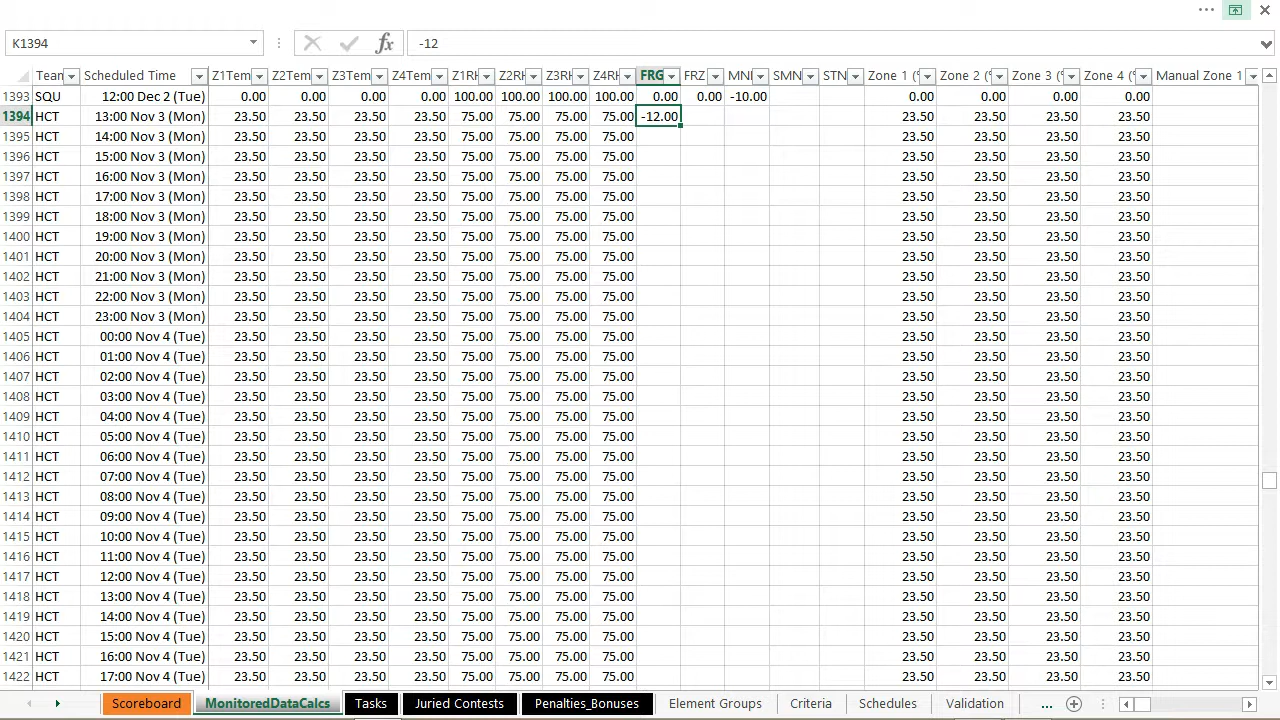 K1394 fx -12
Team Scheduled Time Z1Tem Z2Tem Z3Tem Z4Tem Z1RH Z2RH Z3RH Z4RH FRG FRZ MN SMN STN Zone 1 ( Zone 2 ( Zone 3 ( Zone 4 ( Manual Zone 1
1393 SQU 12:00 Dec 2 (Tue) 0.00 0.00 0.00 0.00 100.00 100.00 100.00 100.00 0.00 0.00 -10.00 0.00 0.00 0.00 0.00
1394 HCT 13:00 Nov 3 (Mon) 23.50 23.50 23.50 23.50 75.00 75.00 75.00 75.00 -12.00 23.50 23.50 23.50 23.50
1395 HCT 14:00 Nov 3 (Mon) 23.50 23.50 23.50 23.50 75.00 75.00 75.00 75.00 23.50 23.50 23.50 23.50
1396 HCT 15:00 Nov 3 (Mon) 23.50 23.50 23.50 23.50 75.00 75.00 75.00 75.00 23.50 23.50 23.50 23.50
1397 HCT 16:00 Nov 3 (Mon) 23.50 23.50 23.50 23.50 75.00 75.00 75.00 75.00 23.50 23.50 23.50 23.50
1398 HCT 17:00 Nov 3 (Mon) 23.50 23.50 23.50 23.50 75.00 75.00 75.00 75.00 23.50 23.50 23.50 23.50
1399 HCT 18:00 Nov 3 (Mon) 23.50 23.50 23.50 23.50 75.00 75.00 75.00 75.00 23.50 23.50 23.50 23.50
1400 HCT 19:00 Nov 3 (Mon) 23.50 23.50 23.50 23.50 75.00 75.00 75.00 75.00 23.50 23.50 23.50 23.50
1401 HCT 20:00 Nov 3 (Mon) 23.50 23.50 23.50 23.50 75.00 75.00 75.00 75.00 23.50 23.50 23.50 23.50
1402 HCT 21:00 Nov 3 (Mon) 23.50 23.50 23.50 23.50 75.00 75.00 75.00 75.00 23.50 23.50 23.50 23.50
1403 HCT 22:00 Nov 3 (Mon) 23.50 23.50 23.50 23.50 75.00 75.00 75.00 75.00 23.50 23.50 23.50 23.50
1404 HCT 23:00 Nov 3 (Mon) 23.50 23.50 23.50 23.50 75.00 75.00 75.00 75.00 23.50 23.50 23.50 23.50
1405 HCT 00:00 Nov 4 (Tue) 23.50 23.50 23.50 23.50 75.00 75.00 75.00 75.00 23.50 23.50 23.50 23.50
1406 HCT 01:00 Nov 4 (Tue) 23.50 23.50 23.50 23.50 75.00 75.00 75.00 75.00 23.50 23.50 23.50 23.50
1407 HCT 02:00 Nov 4 (Tue) 23.50 23.50 23.50 23.50 75.00 75.00 75.00 75.00 23.50 23.50 23.50 23.50
1408 HCT 03:00 Nov 4 (Tue) 23.50 23.50 23.50 23.50 75.00 75.00 75.00 75.00 23.50 23.50 23.50 23.50
1409 HCT 04:00 Nov 4 (Tue) 23.50 23.50 23.50 23.50 75.00 75.00 75.00 75.00 23.50 23.50 23.50 23.50
1410 HCT 05:00 Nov 4 (Tue) 23.50 23.50 23.50 23.50 75.00 75.00 75.00 75.00 23.50 23.50 23.50 23.50
1411 HCT 06:00 Nov 4 (Tue) 23.50 23.50 23.50 23.50 75.00 75.00 75.00 75.00 23.50 23.50 23.50 23.50
1412 HCT 07:00 Nov 4 (Tue) 23.50 23.50 23.50 23.50 75.00 75.00 75.00 75.00 23.50 23.50 23.50 23.50
1413 HCT 08:00 Nov 4 (Tue) 23.50 23.50 23.50 23.50 75.00 75.00 75.00 75.00 23.50 23.50 23.50 23.50
1414 HCT 09:00 Nov 4 (Tue) 23.50 23.50 23.50 23.50 75.00 75.00 75.00 75.00 23.50 23.50 23.50 23.50
1415 HCT 10:00 Nov 4 (Tue) 23.50 23.50 23.50 23.50 75.00 75.00 75.00 75.00 23.50 23.50 23.50 23.50
1416 HCT 11:00 Nov 4 (Tue) 23.50 23.50 23.50 23.50 75.00 75.00 75.00 75.00 23.50 23.50 23.50 23.50
1417 HCT 12:00 Nov 4 (Tue) 23.50 23.50 23.50 23.50 75.00 75.00 75.00 75.00 23.50 23.50 23.50 23.50
1418 HCT 13:00 Nov 4 (Tue) 23.50 23.50 23.50 23.50 75.00 75.00 75.00 75.00 23.50 23.50 23.50 23.50
1419 HCT 14:00 Nov 4 (Tue) 23.50 23.50 23.50 23.50 75.00 75.00 75.00 75.00 23.50 23.50 23.50 23.50
1420 HCT 15:00 Nov 4 (Tue) 23.50 23.50 23.50 23.50 75.00 75.00 75.00 75.00 23.50 23.50 23.50 23.50
1421 HCT 16:00 Nov 4 (Tue) 23.50 23.50 23.50 23.50 75.00 75.00 75.00 75.00 23.50 23.50 23.50 23.50
1422 HCT 17:00 Nov 4 (Tue) 23.50 23.50 23.50 23.50 75.00 75.00 75.00 75.00 23.50 23.50 23.50 23.50
Scoreboard MonitoredDataCalcs Tasks Juried Contests Penalties_Bonuses Element Groups Criteria Schedules Validation ...